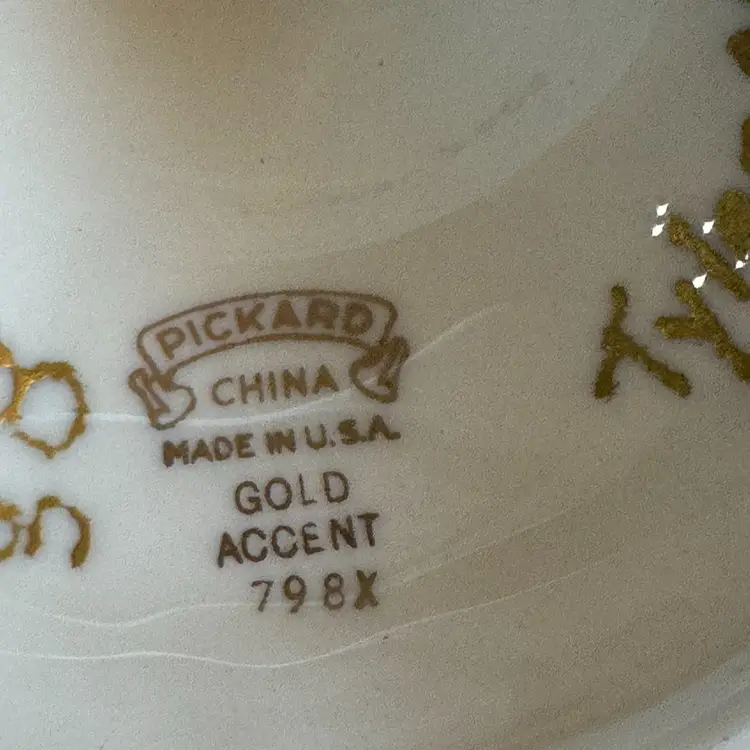 PICKARD
CHINA
MADE IN U.S.A.
GOLD
ACCENT
798X